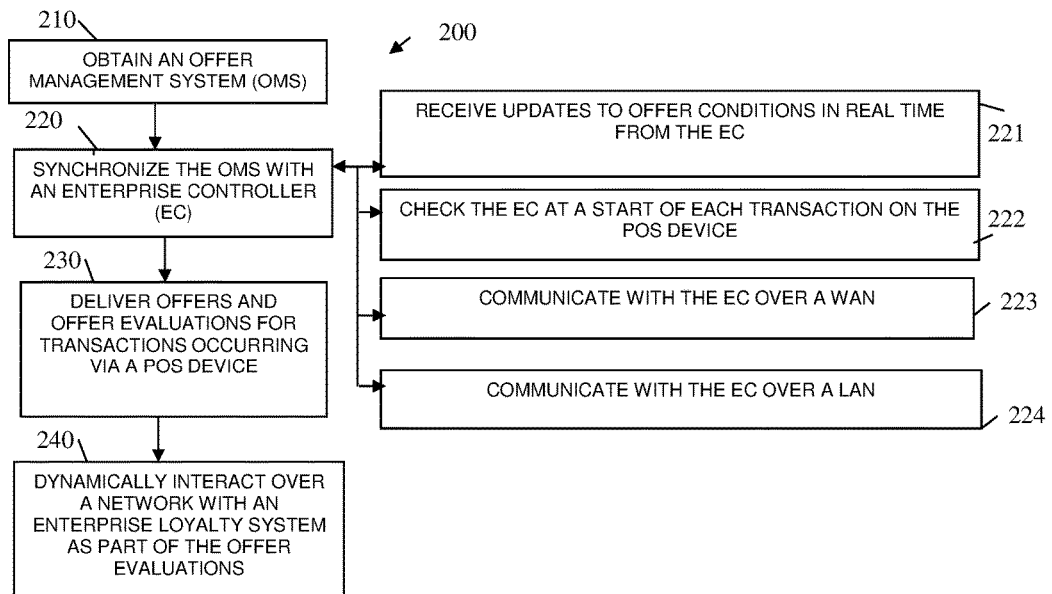 200
210
OBTAIN AN OFFER
MANAGEMENT SYSTEM (OMS)
220
SYNCHRONIZE THE OMS WITH
AN ENTERPRISE CONTROLLER
(EC)
RECEIVE UPDATES TO OFFER CONDITIONS IN REAL TIME
FROM THE EC
221
CHECK THE EC AT A START OF EACH TRANSACTION ON THE
POS DEVICE
222
COMMUNICATE WITH THE EC OVER A WAN
223
COMMUNICATE WITH THE EC OVER A LAN
224
230
DELIVER OFFERS AND
OFFER EVALUATIONS FOR
TRANSACTIONS OCCURRING
VIA A POS DEVICE
240
DYNAMICALLY INTERACT OVER
A NETWORK WITH AN
ENTERPRISE LOYALTY SYSTEM
AS PART OF THE OFFER
EVALUATIONS